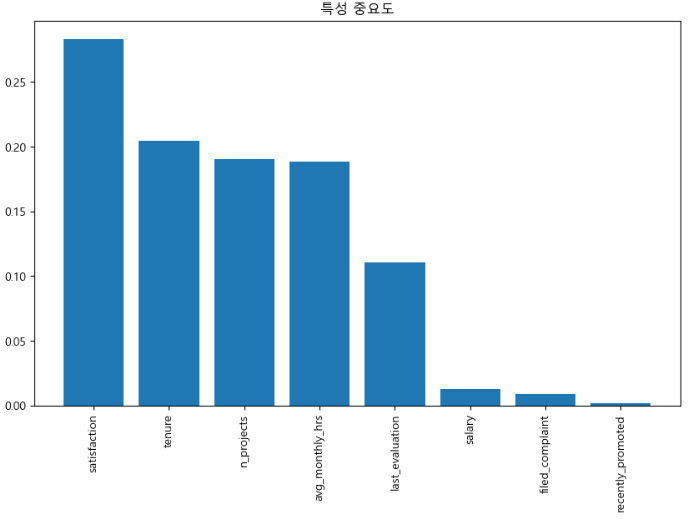 특성 중요도
0.25
0.20
0.15
0.10
0.05
0.00
satisfaction
tenure
n_projects
avg_monthly_hrs
last_evaluation
salary
filed_complaint
recently_promoted